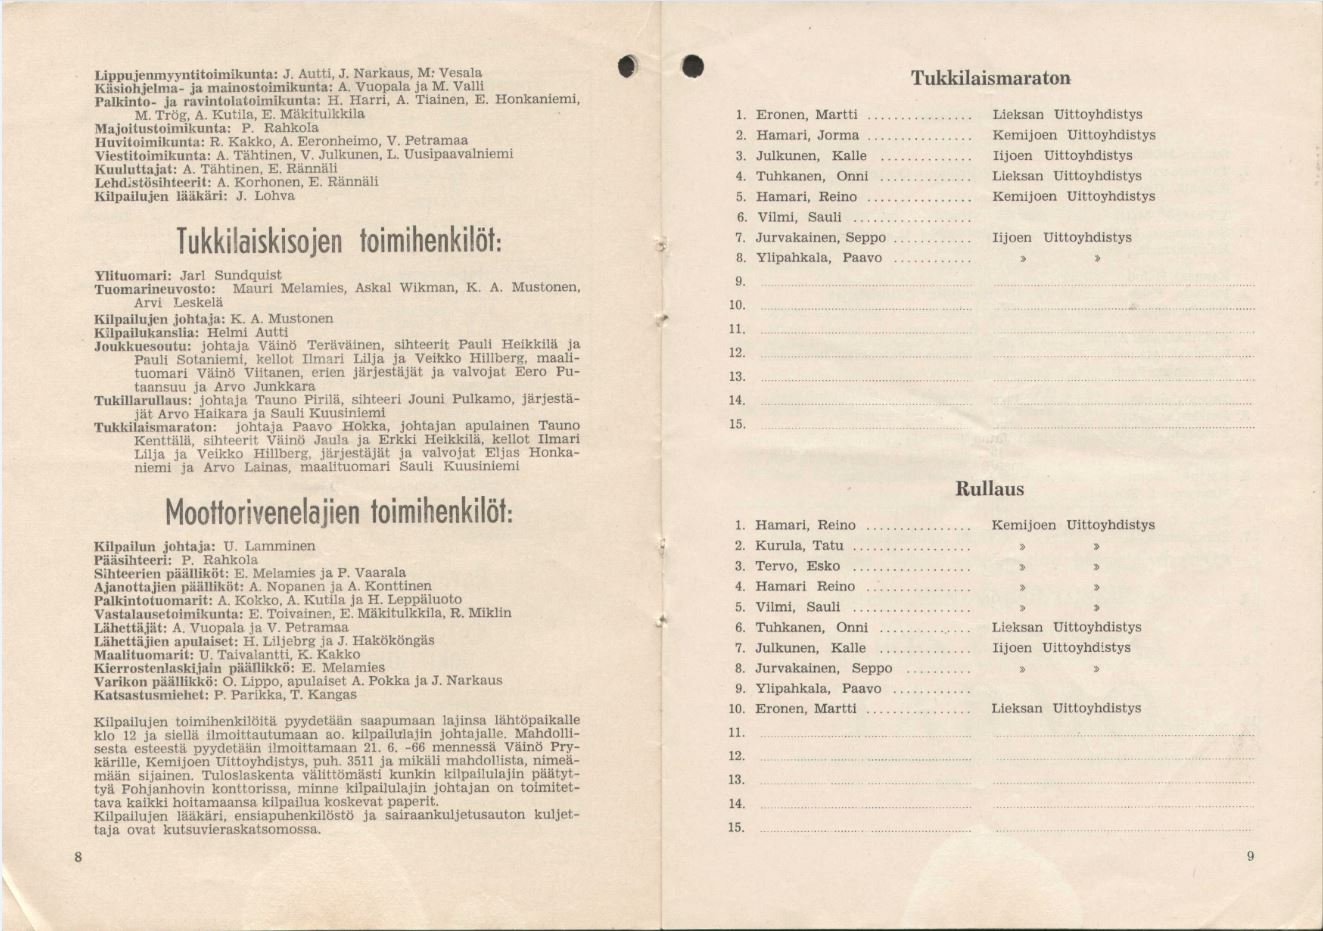 Lippujenmyyntitoimikunta: J. Autti, J. Narkaus, M. Vesala
Käsiohjelma- ja mainostoimikunta: A. Vuopala ja M. Valli
Palkinto- ja ravintolatoimikunta: H. Harri, A. Tiainen, E. Honkaniemi,
M. Trög, A. Kutila, E. Mäkitulkkila
Majoitustoimikunta: P. Rahkola
Huvitoimikunta: R. Kakko, A. Eeronheimo, V. Petramaa
Viestitoimikunta: A. Tähtinen, V. Julkunen, L. Uusipaavalniemi
Kuuluttajat: A. Tähtinen, E. Rännäli
Lehdistösihteerit: A. Korhonen, E. Rännäli
Kilpailujen lääkäri: J. Lohva
Tukkilaiskisojen toimihenkilöt:
Ylituomari: Jarl Sundquist
Tuomarineuvosto: Mauri Melamies, Askal Wikman, K. A. Mustonen,
Arvi Leskelä
Kilpailujen johtaja: K. A. Mustonen
Kilpailukanslia: Helmi Autti
Joukkuesoutu: johtaja Väinö Teräväinen, sihteerit Pauli Heikkilä ja
Pauli Sotaniemi, kellot Ilmari Lilja ja Veikko Hillberg, maali-
tuomari Väinö Viitanen, erien järjestäjät ja valvojat Eero Pu-
taansuu ja Arvo Junkkara
Tukillarullaus: johtaja Tauno Pirilä, sihteeri Jouni Pulkamo, järjestä-
jät Arvo Haikara ja Sauli Kuusiniemi
Tukkilaismaraton: johtaja Paavo Hokka, johtajan apulainen Tauno
Kenttälä, sihteerit Väinö Jaula ja Erkki Heikkilä, kellot Ilmari
Lilja ja Veikko Hillberg, järjestäjät ja valvojat Eljas Honka-
niemi ja Arvo Lainas, maalituomari Sauli Kuusiniemi
Moottorivenelajien toimihenkilöt:
Kilpailun johtaja: U. Lamminen
Pääsihteeri: P. Rahkola
Sihteerien päälliköt: E. Melamies ja P. Vaarala
Ajanottajien päälliköt: A. Nopanen ja A. Konttinen
Palkintotuomarit: A. Kokko, A. Kutila ja H. Leppäluoto
Vastalausetoimikunta: E. Toivainen, E. Mäkitulkkila, R. Miklin
Lähettäjät: A. Vuopala ja V. Petramaa
Lähettäjien apulaiset: H. Liljebrg ja J. Hakököngäs
Maalituomarit: U. Taivalantti, K. Kakko
Kierrostenlaskijain päällikkö: E. Melamies
Varikon päällikkö: O. Lippo, apulaiset A. Pokka ja J. Narkaus
Katsastusmiehet: P. Parikka, T. Kangas
Kilpailujen toimihenkilöitä pyydetään saapumaan lajinsa lähtöpaikalle
klo 12 ja siellä ilmoittautumaan ao. kilpailulajin johtajalle. Mahdolli-
sesta esteestä pyydetään ilmoittamaan 21. 6. -66 mennessä Väinö Pry-
kärille, Kemijoen Uittoyhdistys, puh. 3511 ja mikäli mahdollista, nimeä-
mään sijainen. Tuloslaskenta välittömästi kunkin kilpailulajin päätyt-
tyä Pohjanhovin konttorissa, minne kilpailulajin johtajan on toimitet-
tava kaikki hoitamaansa kilpailua koskevat paperit.
Kilpailujen lääkäri, ensiapuhenkilöstö ja sairaankuljetusauton kuljet-
taja ovat kutsuvieraskatsomossa.
8
Tukkilaismaraton
1. Eronen, Martti ................ Lieksan Uittoyhdistys
2. Hamari, Jorma ................ Kemijoen Uittoyhdistys
3. Julkunen, Kalle .............. Iijoen Uittoyhdistys
4. Tuhkanen, Onni .............. Lieksan Uittoyhdistys
5. Hamari, Reino ................ Kemijoen Uittoyhdistys
6. Vilmi, Sauli ..................
7. Jurvakainen, Seppo ............ Iijoen Uittoyhdistys
8. Ylipahkala, Paavo ............ » »
9.
10.
11.
12.
13.
14.
15.
Rullaus
1. Hamari, Reino ................ Kemijoen Uittoyhdistys
2. Kurula, Tatu .................. » »
3. Tervo, Esko .................. » »
4. Hamari Reino ................ » »
5. Vilmi, Sauli .................. » »
6. Tuhkanen, Onni .............. Lieksan Uittoyhdistys
7. Julkunen, Kalle .............. Iijoen Uittoyhdistys
8. Jurvakainen, Seppo .......... » »
9. Ylipahkala, Paavo ............
10. Eronen, Martti ................ Lieksan Uittoyhdistys
11.
12.
13.
14.
15.
9